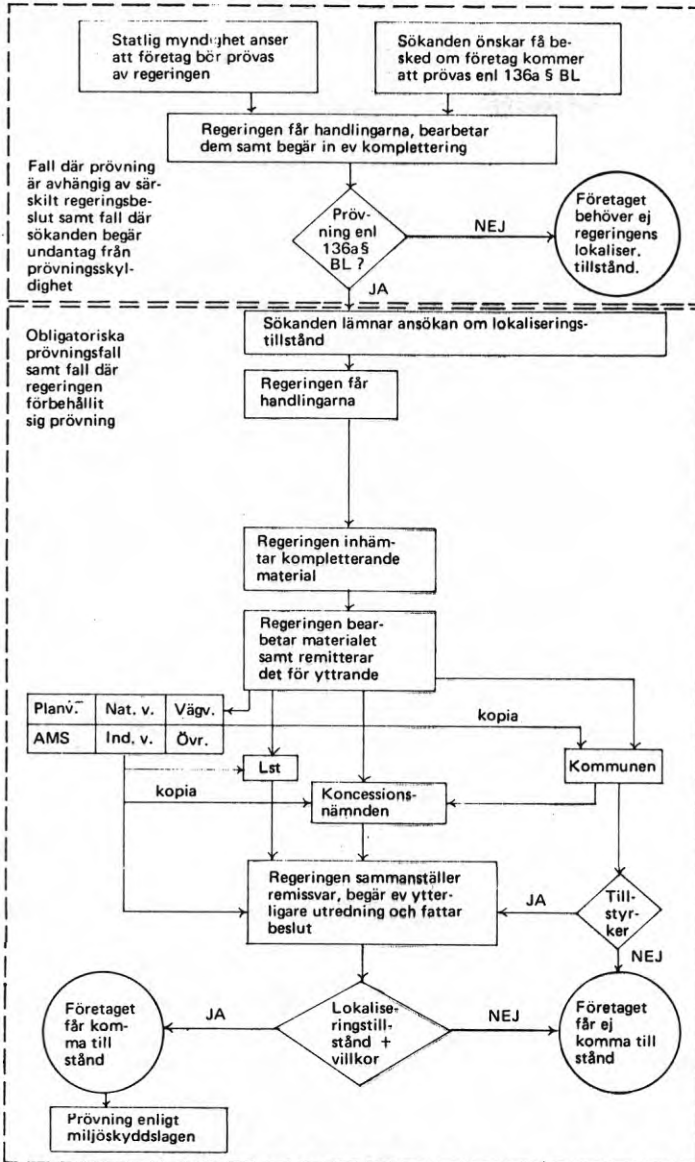 Statlig myndighet anser
att företag bör prövas
av regeringen
Sökanden önskar få be-
sked om företag kommer
att prövas enl 136a § BL
Regeringen får handlingarna, bearbetar
dem samt begär in ev komplettering
Fall där prövning
är avhängig av sär-
skilt regeringsbe-
slut samt fall där
sökanden begär
undantag från
prövningsskyl-
dighet
Pröv-
ning enl
136a §
BL ?
NEJ
Företaget
behöver ej
regeringens
lokaliser.
tillstånd.
JA
Sökanden lämnar ansökan om lokaliserings-
tillstånd
Obligatoriska
prövningsfall
samt fall där
regeringen
förbehållit
sig prövning
Regeringen får
handlingarna
Regeringen inhäm-
tar kompletterande
material
Regeringen bear-
betar materialet
samt remitterar
det för yttrande
Planv. Nat. v. Vägv.
AMS Ind. v. Övr.
kopia
Lst
Kommunen
kopia
Koncessions-
nämnden
Regeringen sammanställer
remissvar, begär ev ytter-
ligare utredning och fattar
beslut
JA
Till-
styr-
ker
NEJ
Företaget
får kom-
ma till
stånd
JA
Lokalise-
ringstill-
stånd +
villkor
NEJ
Företaget
får ej
komma till
stånd
Prövning enligt
miljöskyddslagen